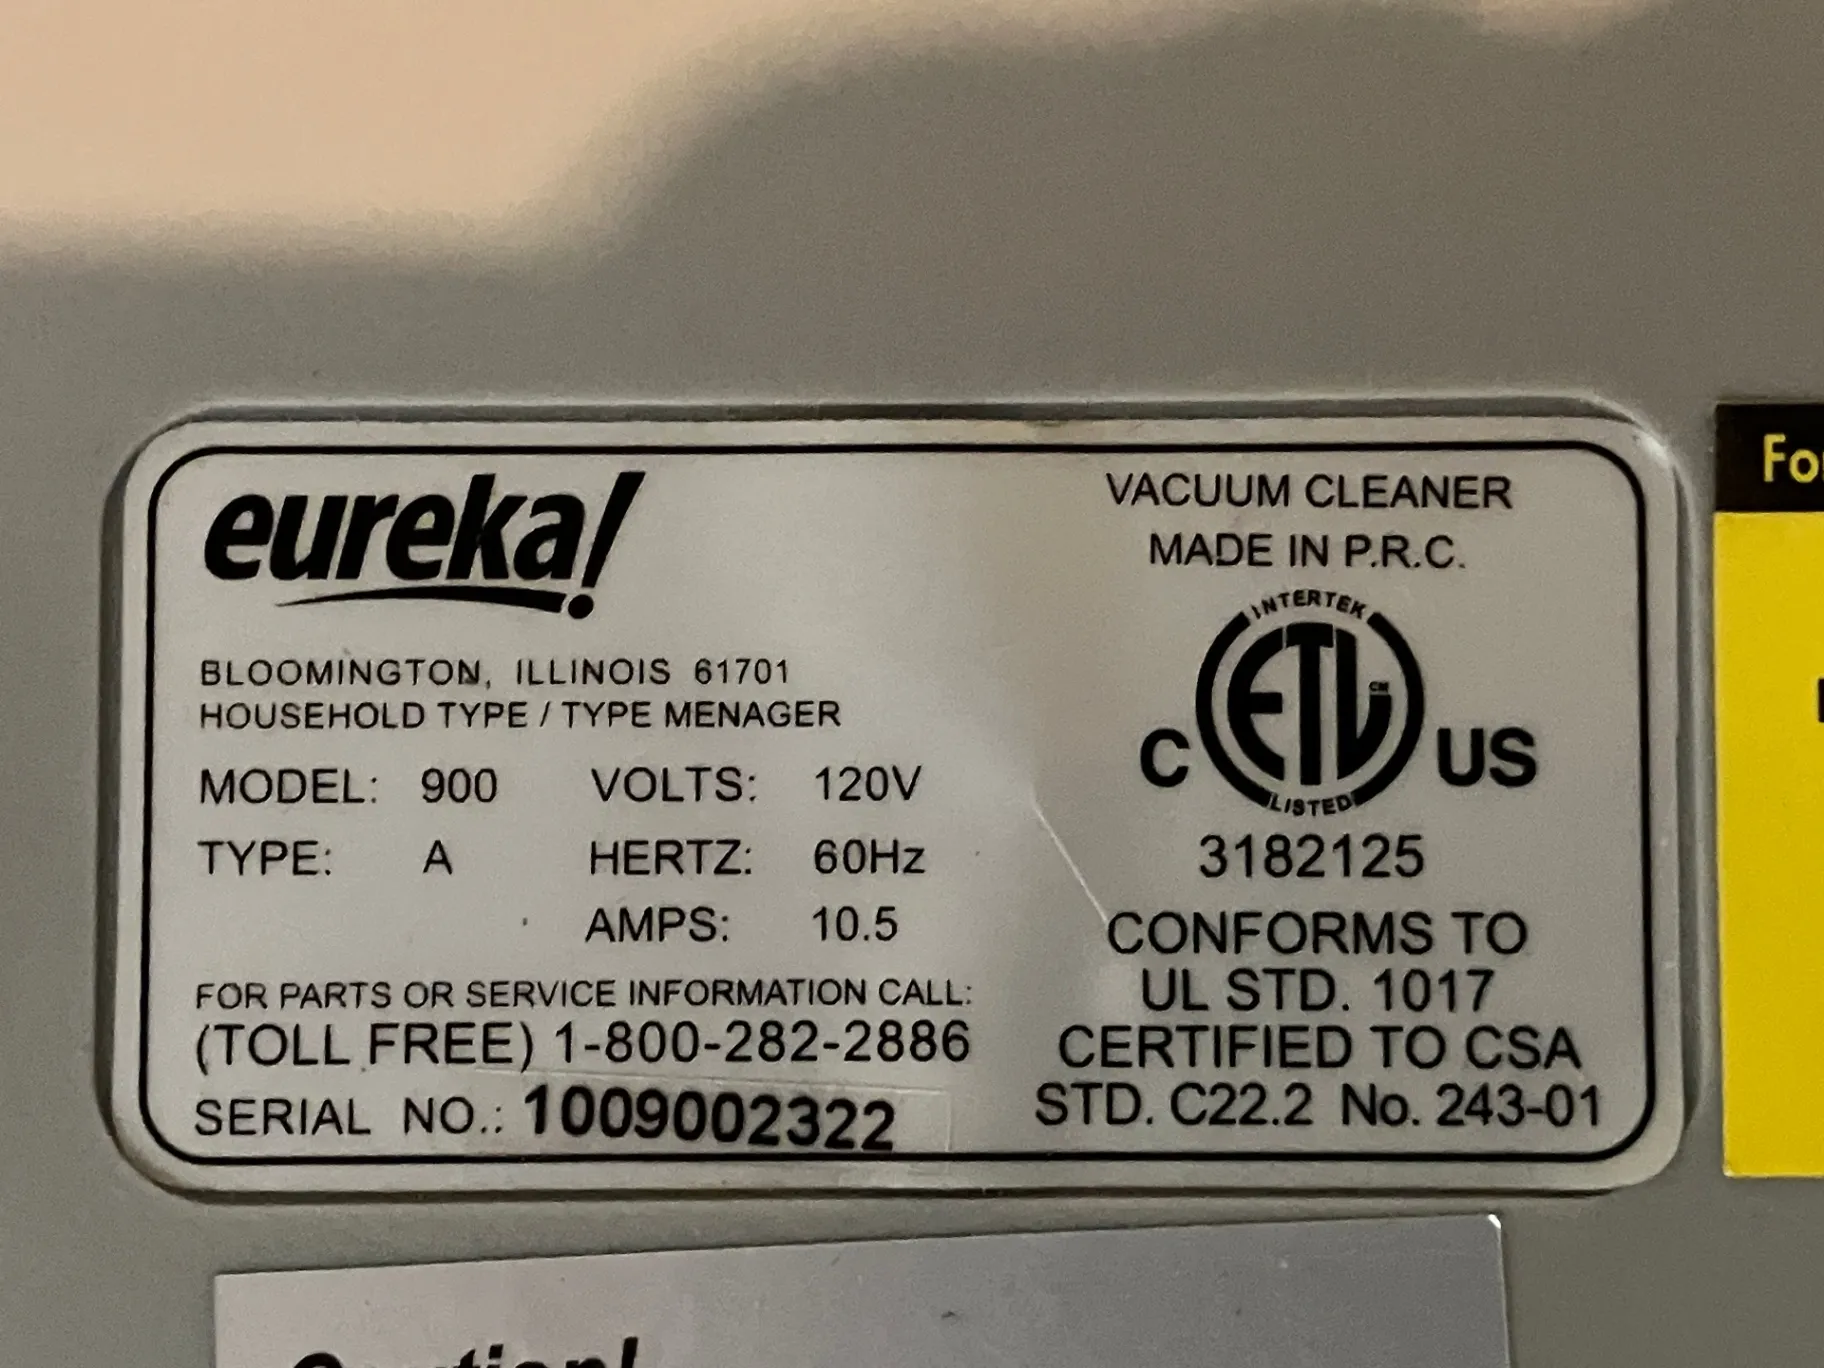 eureka!
BLOOMINGTON, ILLINOIS 61701
HOUSEHOLD TYPE / TYPE MENAGER
MODEL: 900 VOLTS: 120V
TYPE: A HERTZ: 60Hz
AMPS: 10.5
FOR PARTS OR SERVICE INFORMATION CALL:
(TOLL FREE) 1-800-282-2886
SERIAL NO.: 1009002322
VACUUM CLEANER
MADE IN P.R.C.
INTERTEK
ETL CM
LISTED
C US
3182125
CONFORMS TO
UL STD. 1017
CERTIFIED TO CSA
STD. C22.2 No. 243-01
Caution!